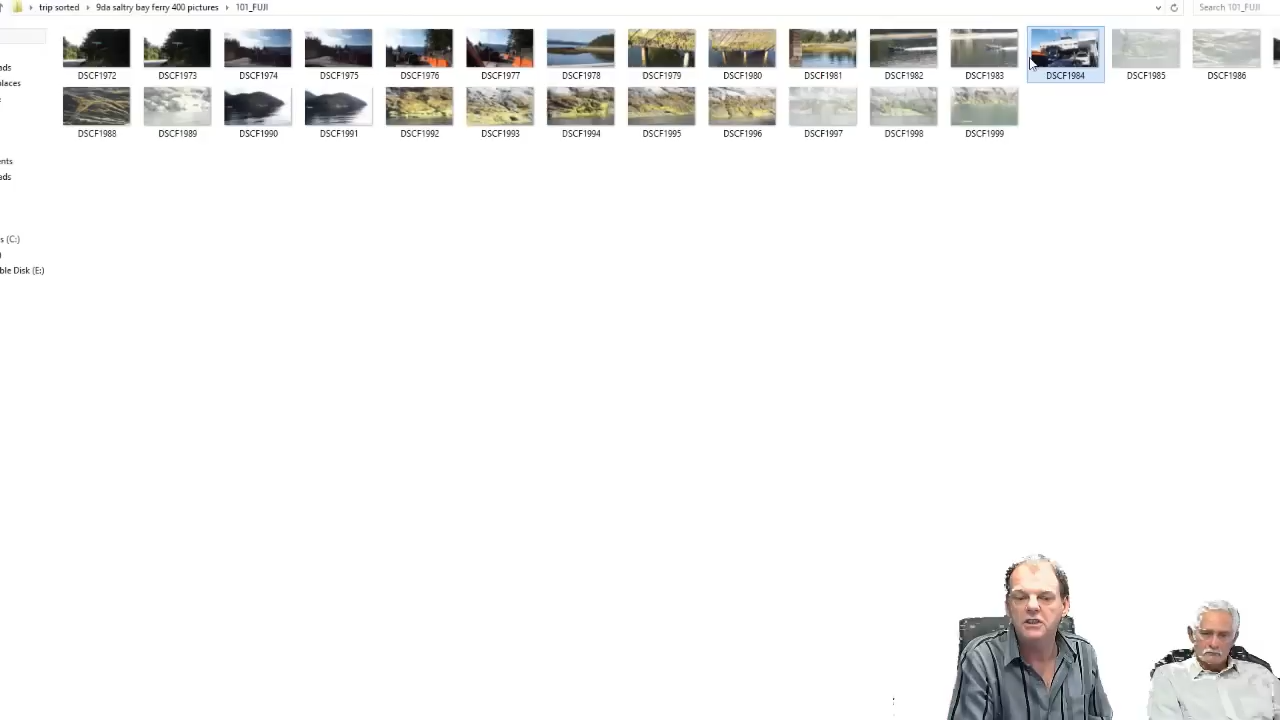 trip sorted > 9da saltry bay ferry 400 pictures > 101_FUJI
Search 101_FUJI
DSCF1972 DSCF1973 DSCF1974 DSCF1975 DSCF1976 DSCF1977 DSCF1978 DSCF1979 DSCF1980 DSCF1981 DSCF1982 DSCF1983 DSCF1984 DSCF1985 DSCF1986
DSCF1988 DSCF1989 DSCF1990 DSCF1991 DSCF1992 DSCF1993 DSCF1994 DSCF1995 DSCF1996 DSCF1997 DSCF1998 DSCF1999
ads
places
ents
ads
s (C:)
)
ble Disk (E:)